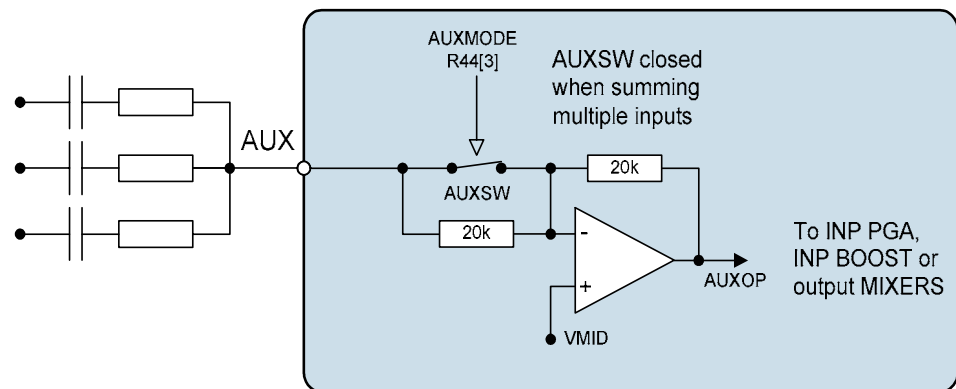 AUXMODE
R44[3]
AUXSW closed
when summing
multiple inputs
AUX
AUXSW
20k
20k
-
+
VMID
AUXOP
To INP PGA,
INP BOOST or
output MIXERS